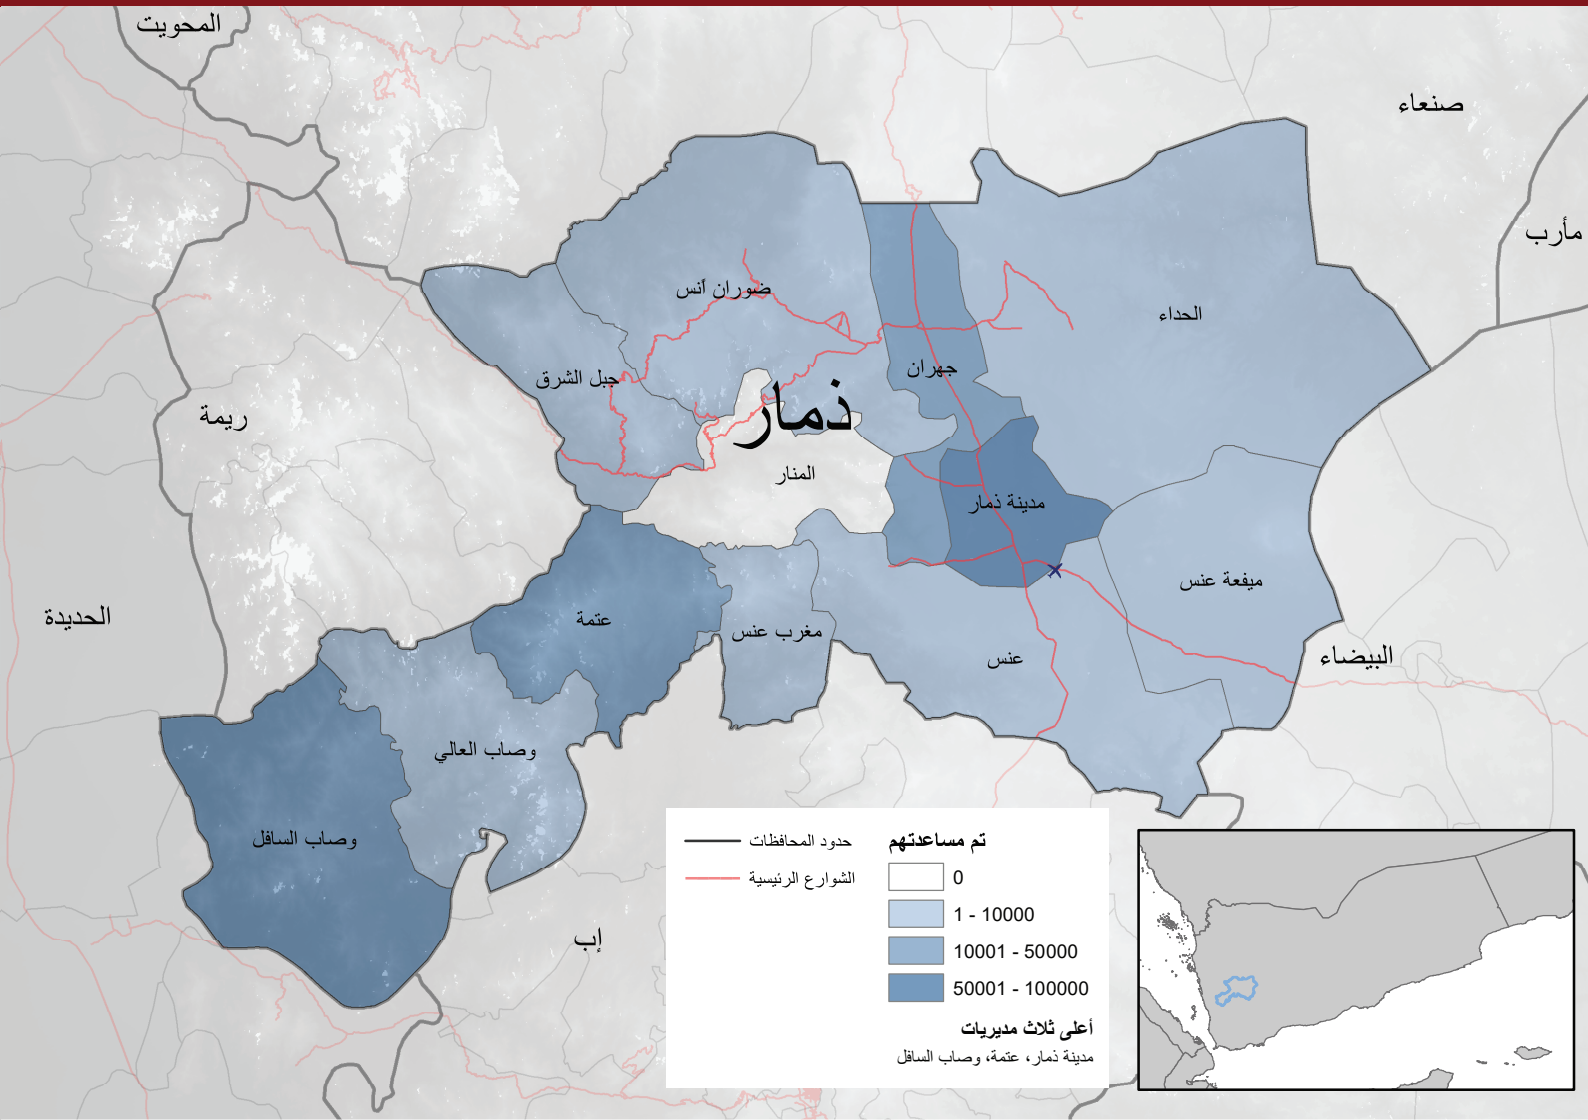 المحويت
صنعاء
مأرب
ضوران آنس
الحداء
جهران
جبل الشرق
ذمار
ريمة
المنار
مدينة ذمار
ميفعة عنس
الحديدة
عتمة
مغرب عنس
عنس
البيضاء
وصاب العالي
وصاب السافل
إب
تم مساعدتهم
0
1 - 10000
10001 - 50000
50001 - 100000
حدود المحافظات
الشوارع الرئيسية
أعلى ثلاث مديريات
مدينة ذمار، عتمة، وصاب السافل